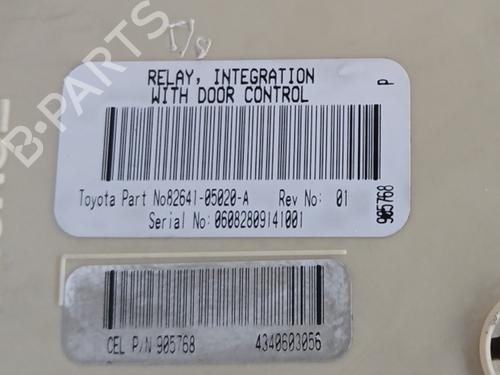 B-PARTS
RELAY, INTEGRATION
WITH DOOR CONTROL
P
Toyota Part No82641-05020-A Rev No: 01
Serial No:06082809141001
905768
CEL P/N 905768 4340603056